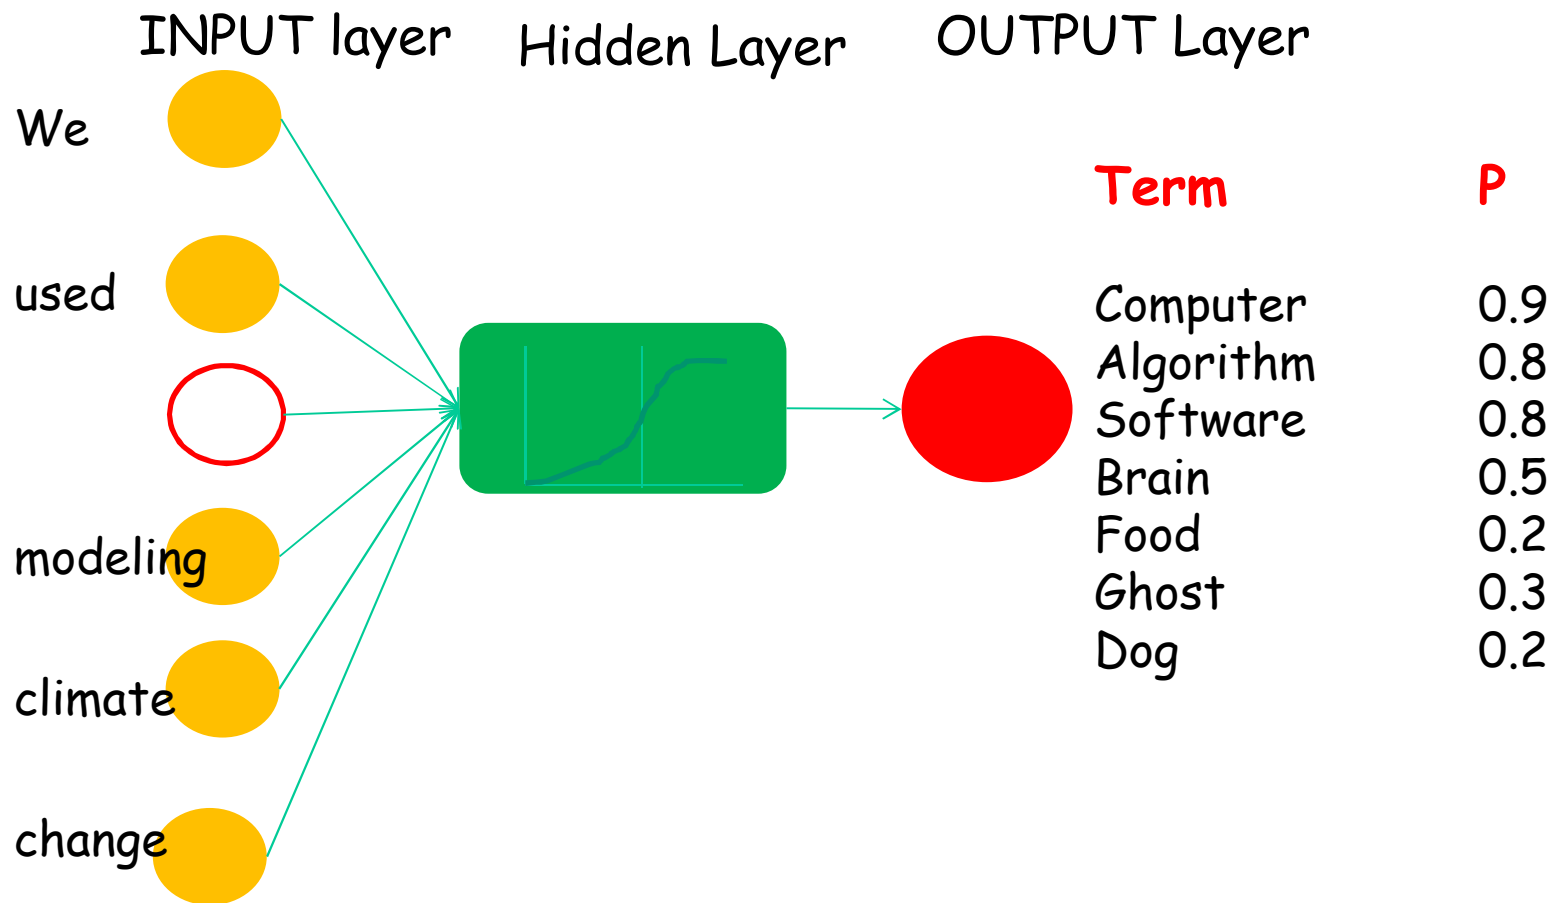 INPUT layer
Hidden Layer
OUTPUT Layer
We
used
modeling
climate
change
Term P
Computer 0.9
Algorithm 0.8
Software 0.8
Brain 0.5
Food 0.2
Ghost 0.3
Dog 0.2